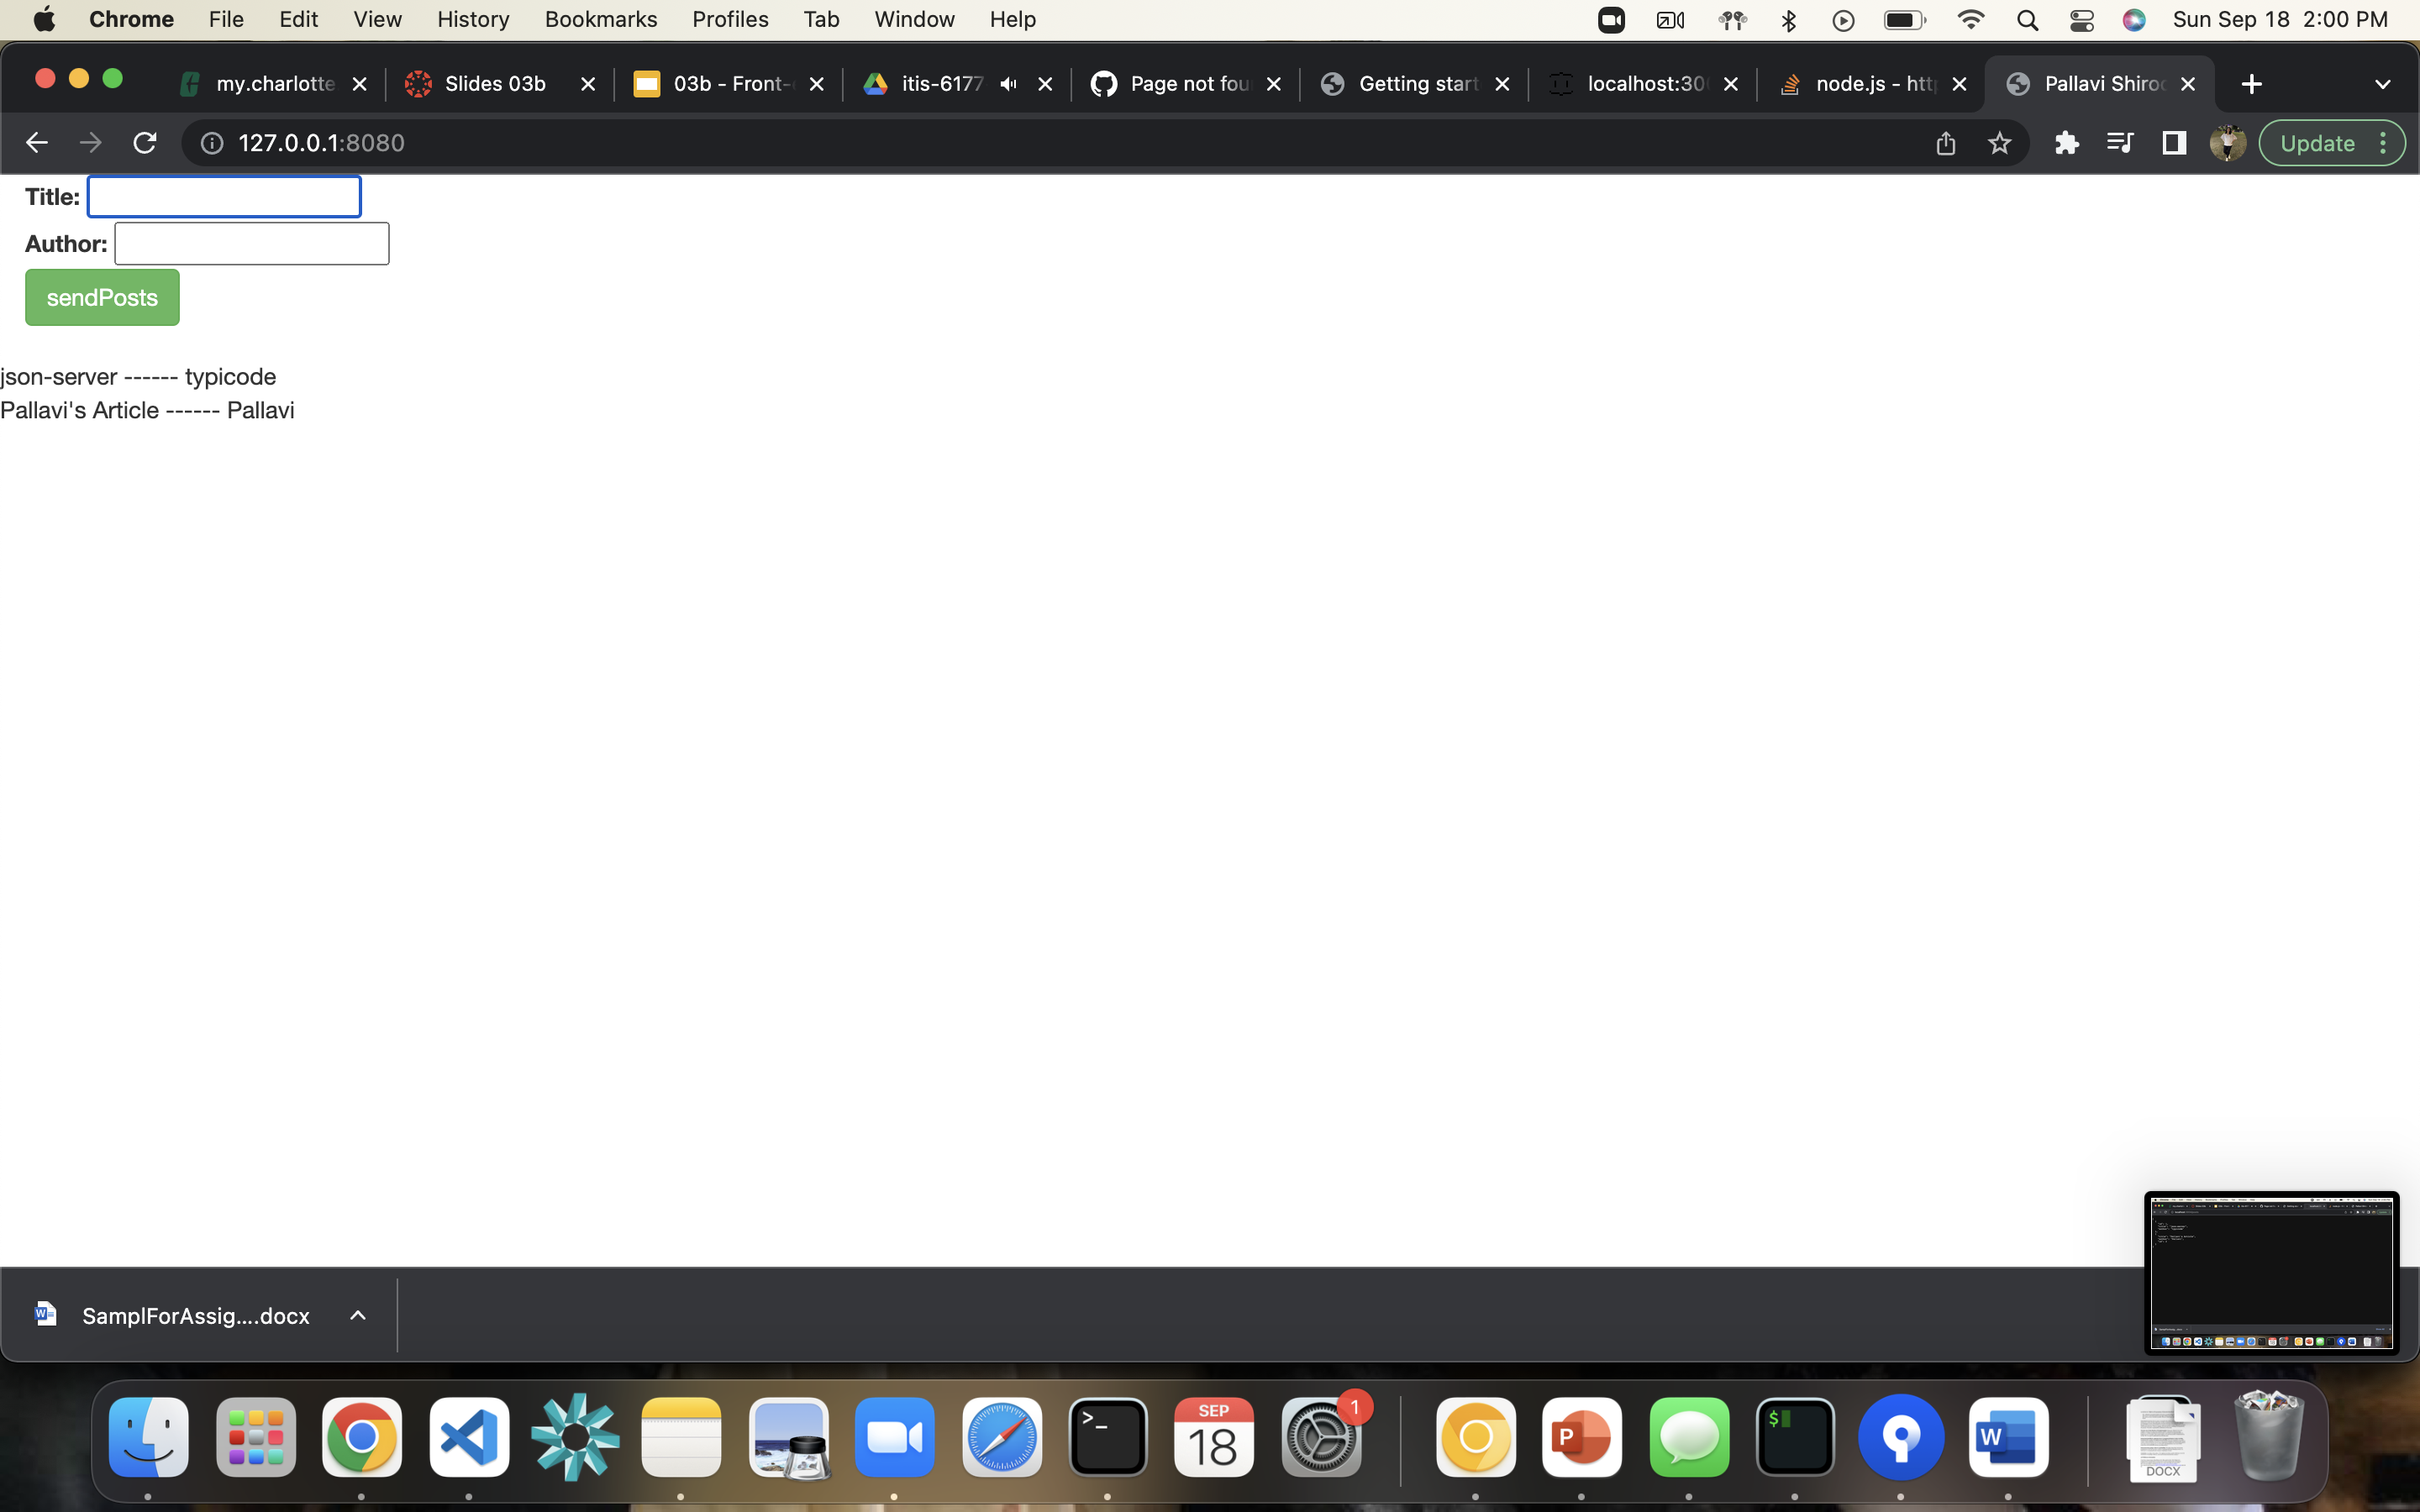 Chrome File Edit View History Bookmarks Profiles Tab Window Help Sun Sep 18 2:00 PM
my.charlotte Slides 03b 03b - Front- itis-6177 Page not fou Getting start localhost:30 node.js - htt Pallavi Shiro
127.0.0.1:8080 Update
Title:
Author:
sendPosts
json-server ------ typicode
Pallavi's Article ------ Pallavi
SamplForAssig....docx
SEP 1
>_ 18 P $ W DOCX